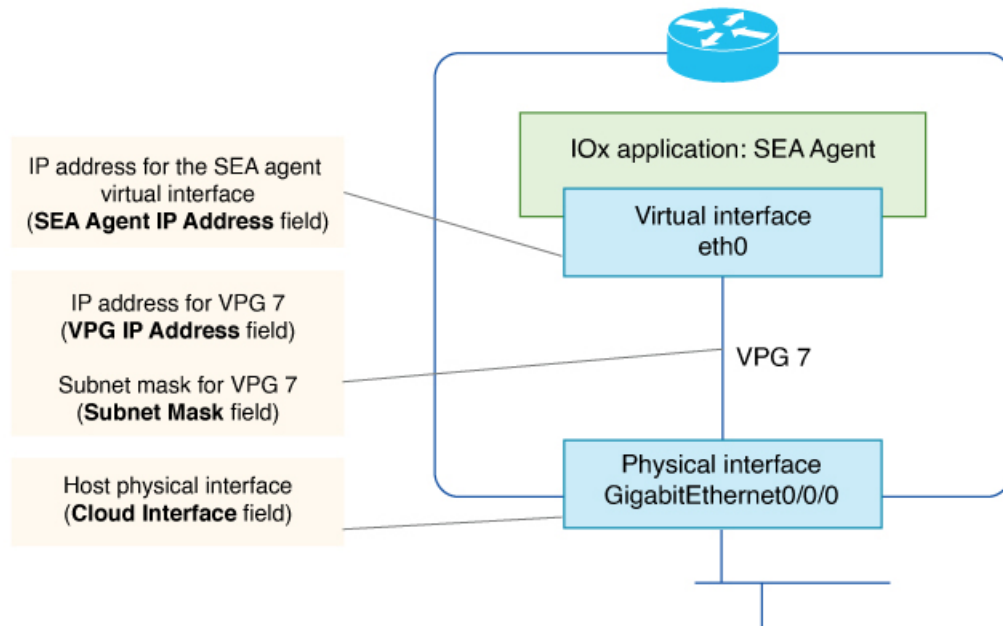 IOx application: SEA Agent
IP address for the SEA agent
virtual interface
(SEA Agent IP Address field)
Virtual interface
eth0
IP address for VPG 7
(VPG IP Address field)
Subnet mask for VPG 7
(Subnet Mask field)
VPG 7
Host physical interface
(Cloud Interface field)
Physical interface
GigabitEthernet0/0/0